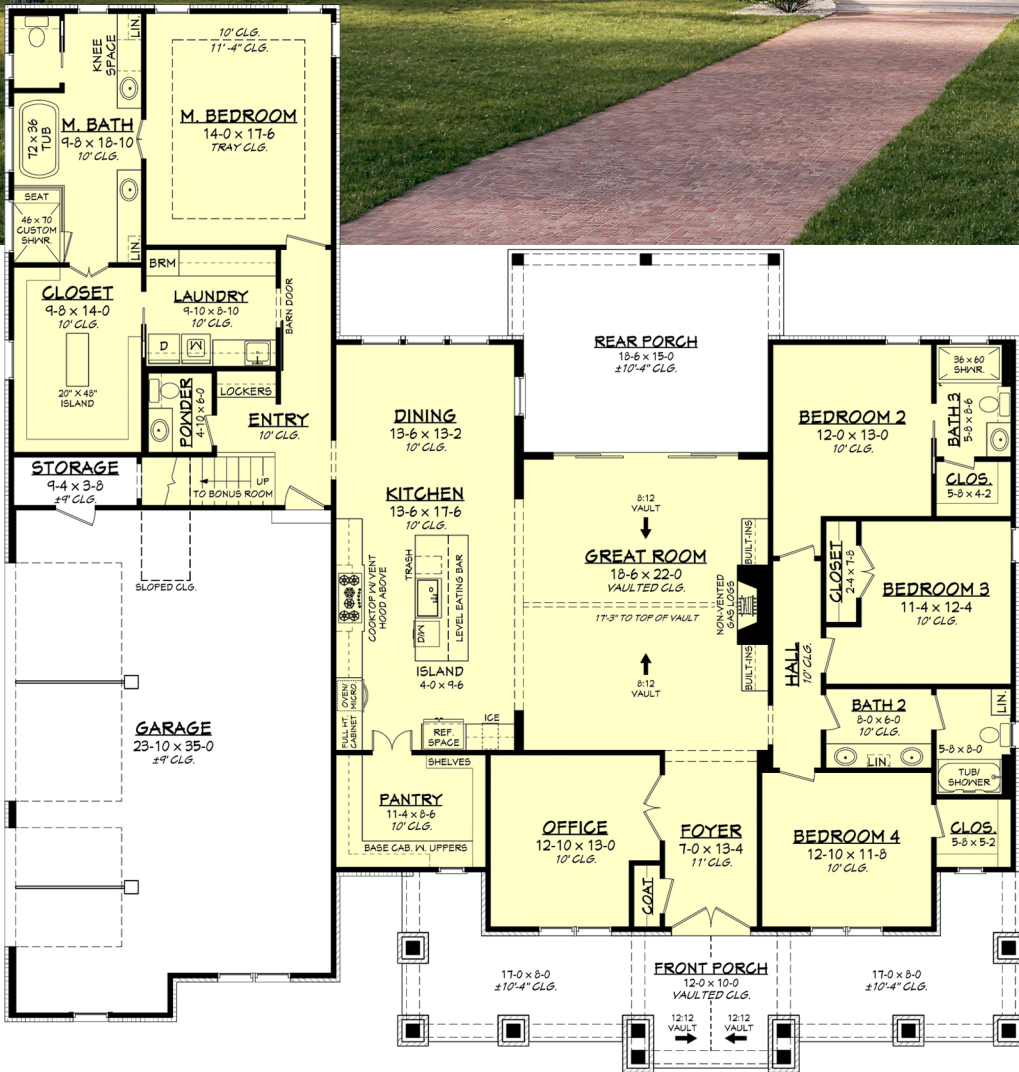 LIN.
KNEE
SPACE
10' CLG.
11'-4" CLG.
M. BEDROOM
14-0 x 17-6
TRAY CLG.
72 x 36
TUB
M. BATH
9-8 x 18-10
10' CLG.
SEAT
46 x 70
CUSTOM
SHWR.
LIN.
CLOSET
9-8 x 14-0
10' CLG.
20" X 48"
ISLAND
BRM
LAUNDRY
9-10 x 8-10
10' CLG.
D
W
BARN DOOR
POWDER
4-10 x 6-0
LOCKERS
ENTRY
10' CLG.
STORAGE
9-4 x 3-8
±9' CLG.
UP
TO BONUS ROOM
SLOPED CLG.
GARAGE
23-10 x 35-0
±9' CLG.
DINING
13-6 x 13-2
10' CLG.
KITCHEN
13-6 x 17-6
10' CLG.
COOKTOP W/ VENT
HOOD ABOVE
TRASH
D/W
LEVEL EATING BAR
ISLAND
4-0 x 9-6
OVEN/
MICRO
FULL HT.
CABINET
REF.
SPACE
ICE
SHELVES
PANTRY
11-4 x 8-6
10' CLG.
BASE CAB. W. UPPERS
REAR PORCH
18-6 x 15-0
±10'-4" CLG.
8:12
VAULT
GREAT ROOM
18-6 x 22-0
VAULTED CLG.
17'-3" TO TOP OF VAULT
8:12
VAULT
BUILT-INS
NON-VENTED
GAS LOGS
BUILT-INS
OFFICE
12-10 x 13-0
10' CLG.
COAT
FOYER
7-0 x 13-4
11' CLG.
BEDROOM 2
12-0 x 13-0
10' CLG.
36 x 60
SHWR.
BATH 3
5-8 x 8-6
CLOS.
5-8 x 4-2
CLOSET
2-4 x 7-8
BEDROOM 3
11-4 x 12-4
10' CLG.
HALL
10' CLG.
BATH 2
8-0 x 6-0
10' CLG.
LIN.
LIN.
5-8 x 8-0
TUB/
SHOWER
BEDROOM 4
12-10 x 11-8
10' CLG.
CLOS.
5-8 x 5-2
17-0 x 8-0
±10'-4" CLG.
FRONT PORCH
12-0 x 10-0
VAULTED CLG.
12:12
VAULT
12:12
VAULT
17-0 x 8-0
±10'-4" CLG.